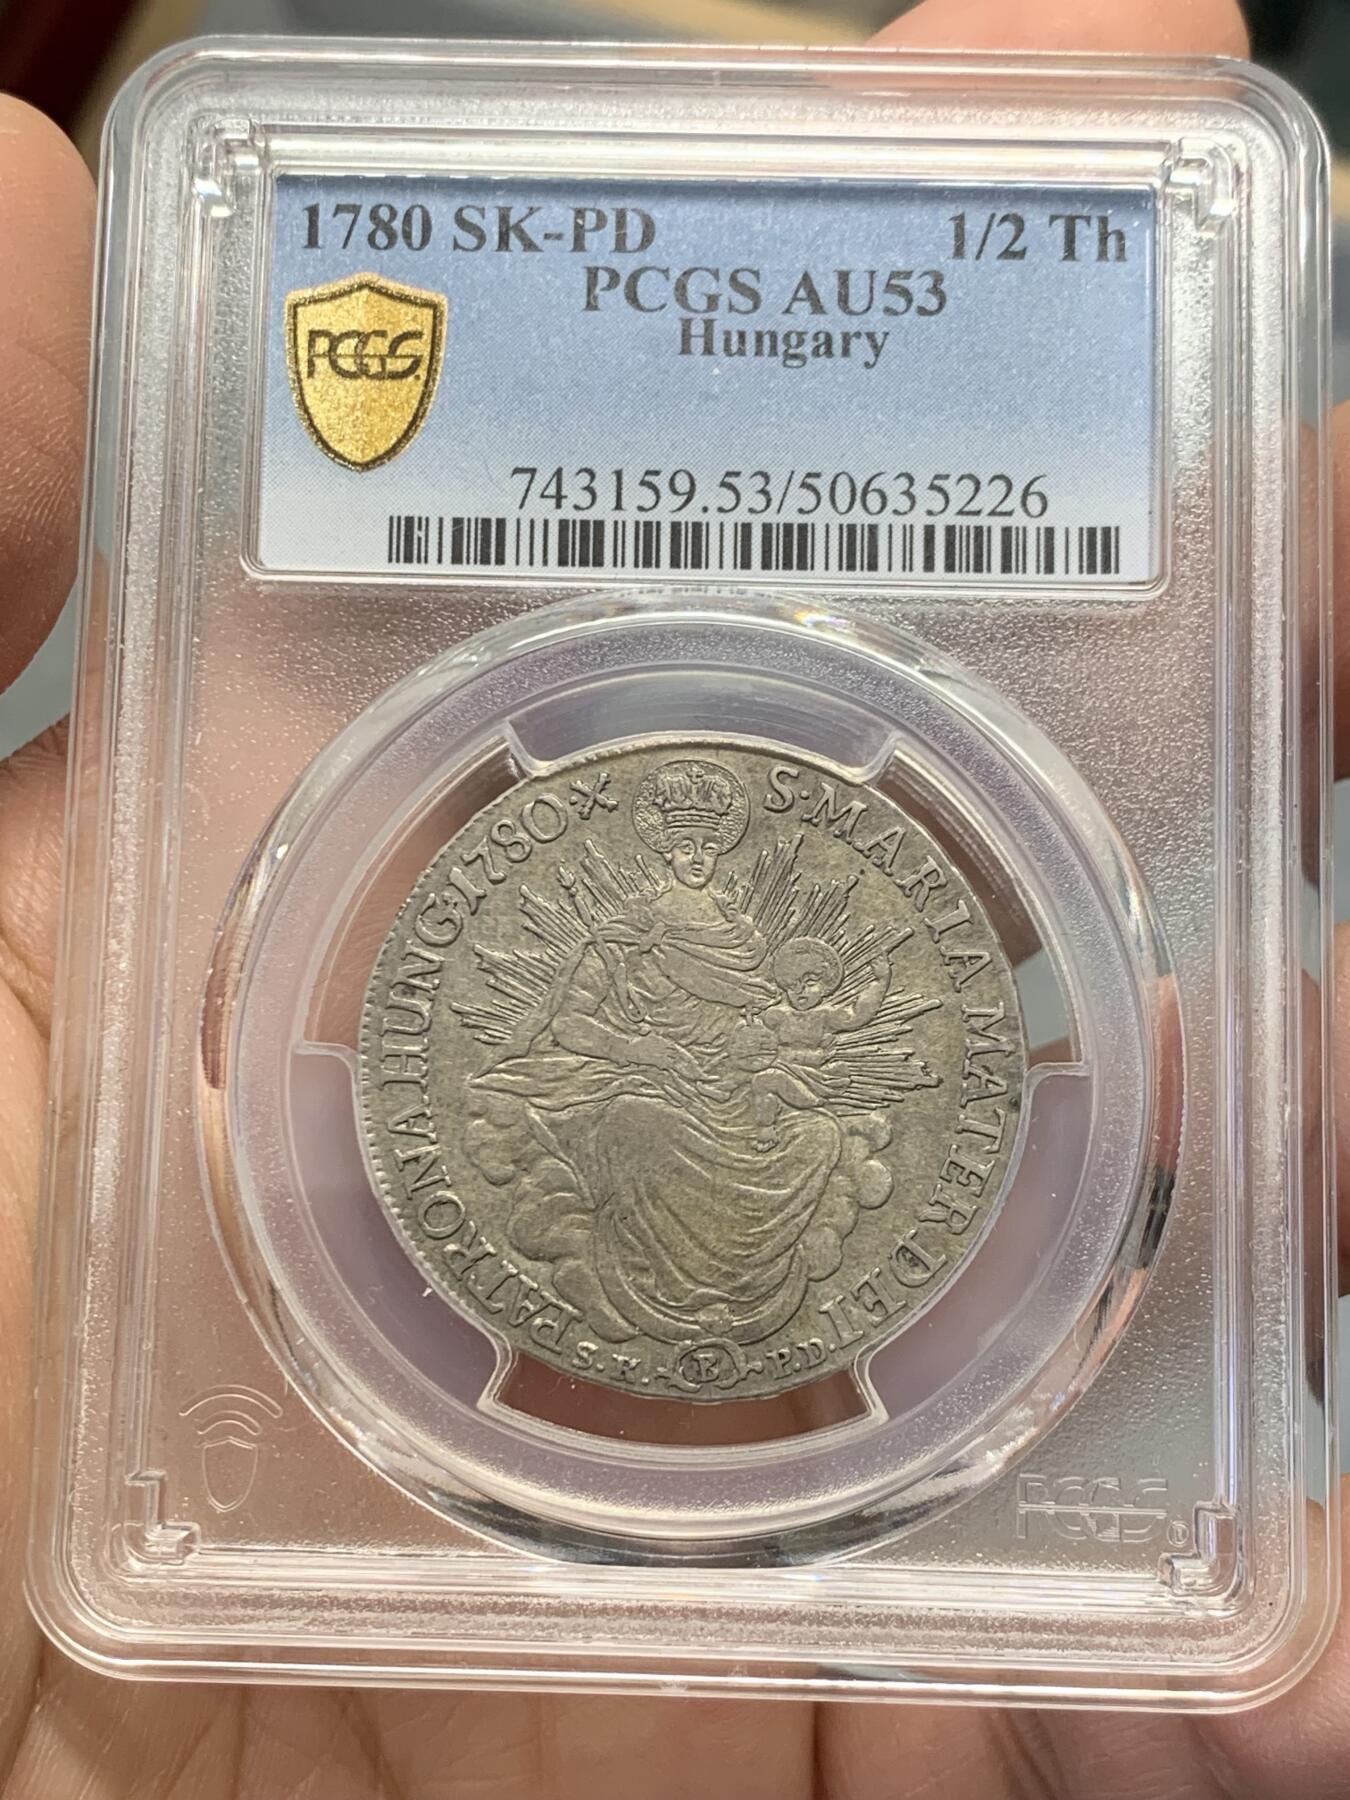 1780 SK-PD 1/2 Th
PCGS AU53
Hungary
PCGS
743159.53/50635226
S·MARIA MATER DEI
PATRONA HUNG·1780·
S.K. B P.D.
PCGS